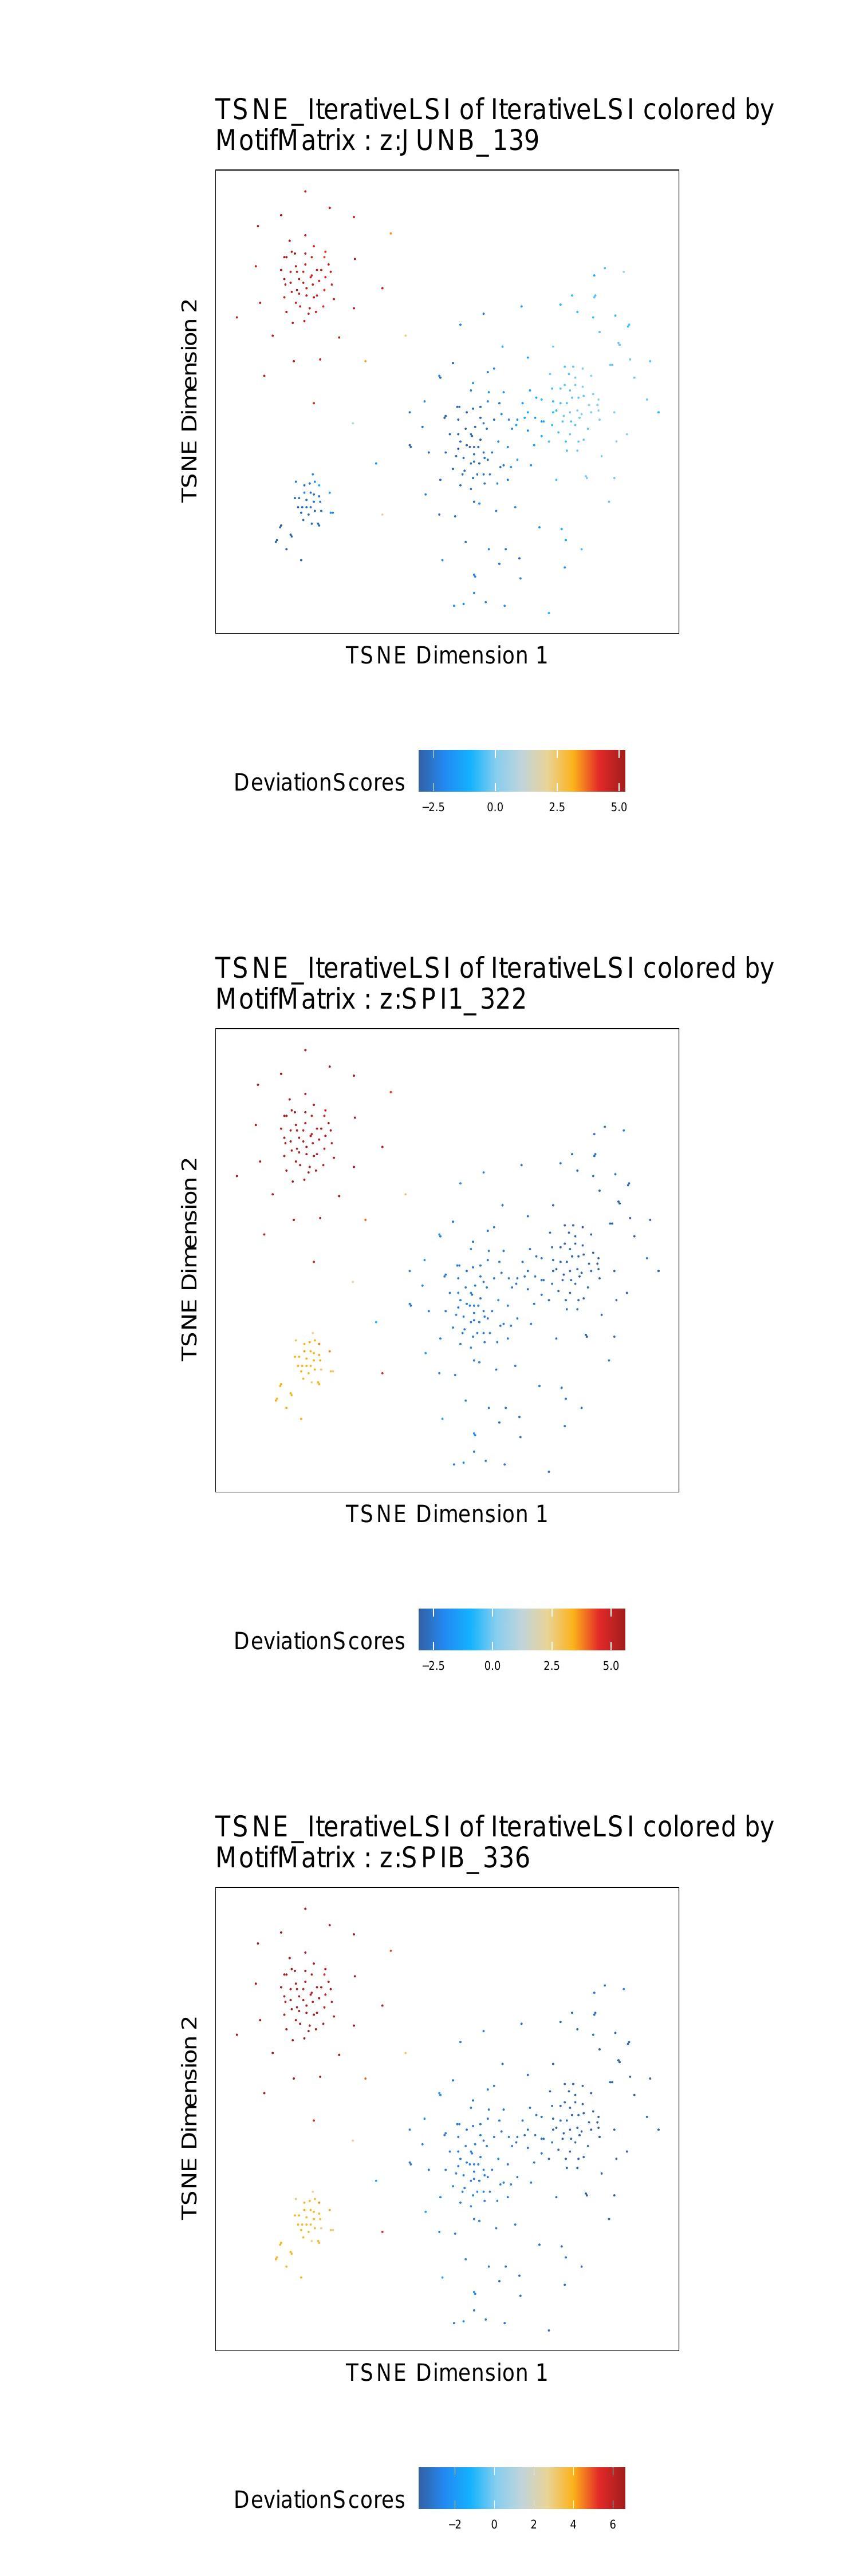 TSNE_IterativeLSI of IterativeLSI colored by
MotifMatrix : z:JUNB_139
TSNE Dimension 2
TSNE Dimension 1
DeviationScores
−2.5 0.0 2.5 5.0
TSNE_IterativeLSI of IterativeLSI colored by
MotifMatrix : z:SPI1_322
TSNE Dimension 2
TSNE Dimension 1
DeviationScores
−2.5 0.0 2.5 5.0
TSNE_IterativeLSI of IterativeLSI colored by
MotifMatrix : z:SPIB_336
TSNE Dimension 2
TSNE Dimension 1
DeviationScores
−2 0 2 4 6